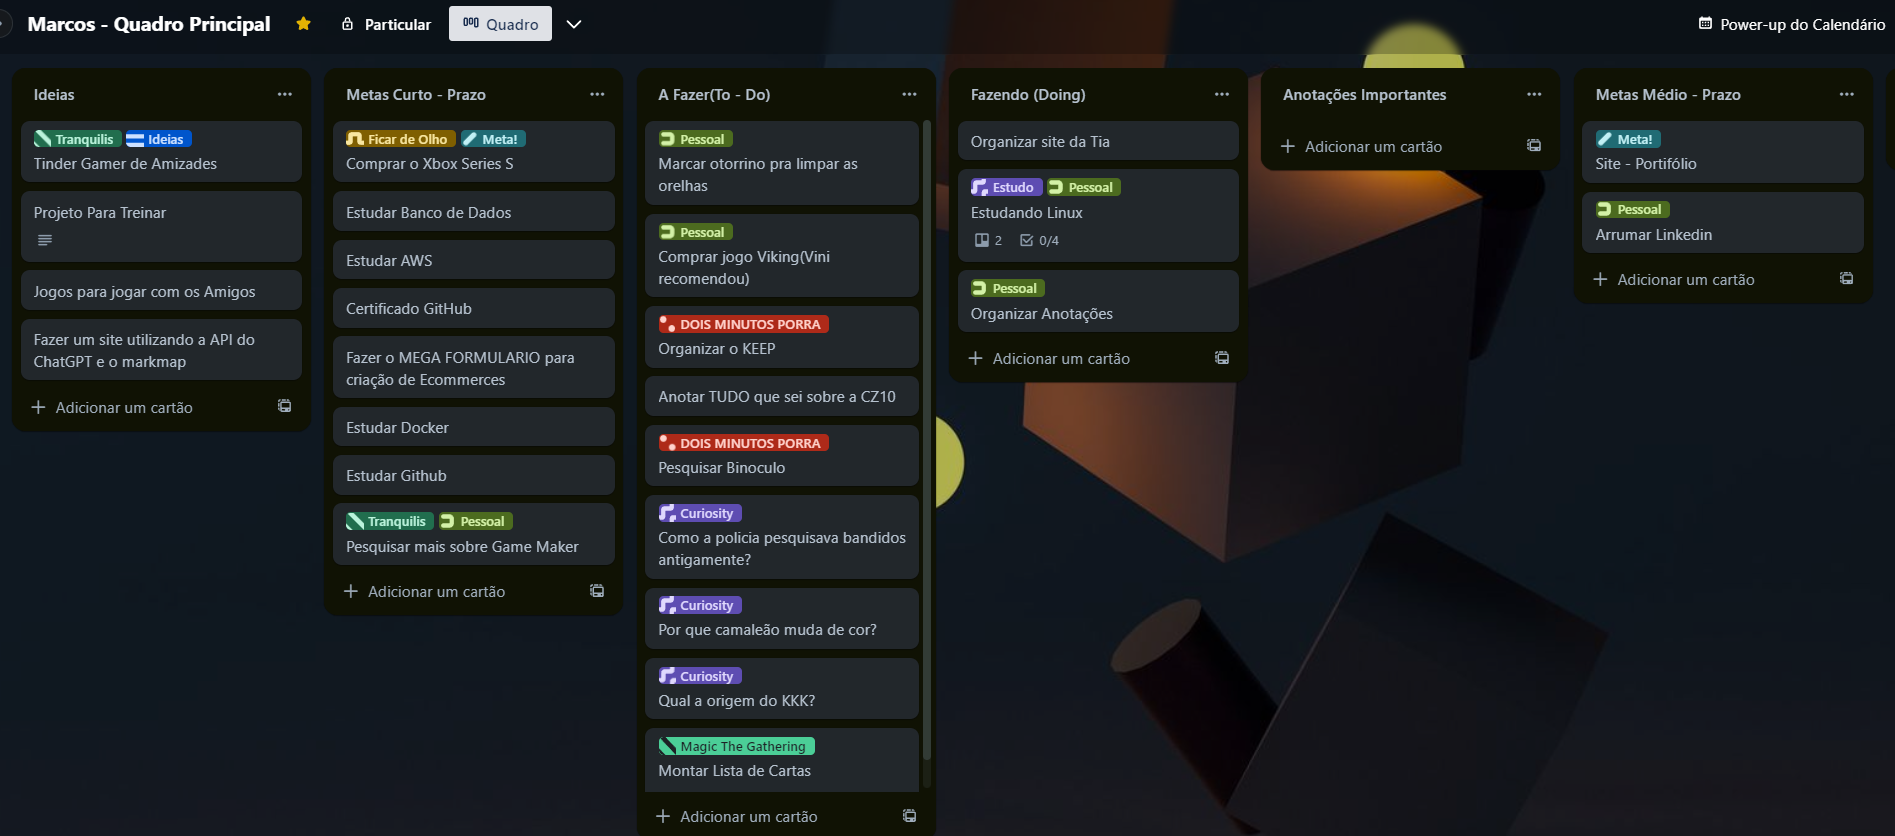 Marcos - Quadro Principal
Particular
Quadro
Power-up do Calendário
Ideias
Tranquilis Ideias
Tinder Gamer de Amizades
Projeto Para Treinar
Jogos para jogar com os Amigos
Fazer um site utilizando a API do
ChatGPT e o markmap
Adicionar um cartão
Metas Curto - Prazo
Ficar de Olho Meta!
Comprar o Xbox Series S
Estudar Banco de Dados
Estudar AWS
Certificado GitHub
Fazer o MEGA FORMULARIO para
criação de Ecommerces
Estudar Docker
Estudar Github
Tranquilis Pessoal
Pesquisar mais sobre Game Maker
Adicionar um cartão
A Fazer(To - Do)
Pessoal
Marcar otorrino pra limpar as
orelhas
Pessoal
Comprar jogo Viking(Vini
recomendou)
DOIS MINUTOS PORRA
Organizar o KEEP
Anotar TUDO que sei sobre a CZ10
DOIS MINUTOS PORRA
Pesquisar Binoculo
Curiosity
Como a policia pesquisava bandidos
antigamente?
Curiosity
Por que camaleão muda de cor?
Curiosity
Qual a origem do KKK?
Magic The Gathering
Montar Lista de Cartas
Adicionar um cartão
Fazendo (Doing)
Organizar site da Tia
Estudo Pessoal
Estudando Linux
2 0/4
Pessoal
Organizar Anotações
Adicionar um cartão
Anotações Importantes
Adicionar um cartão
Metas Médio - Prazo
Meta!
Site - Portifólio
Pessoal
Arrumar Linkedin
Adicionar um cartão